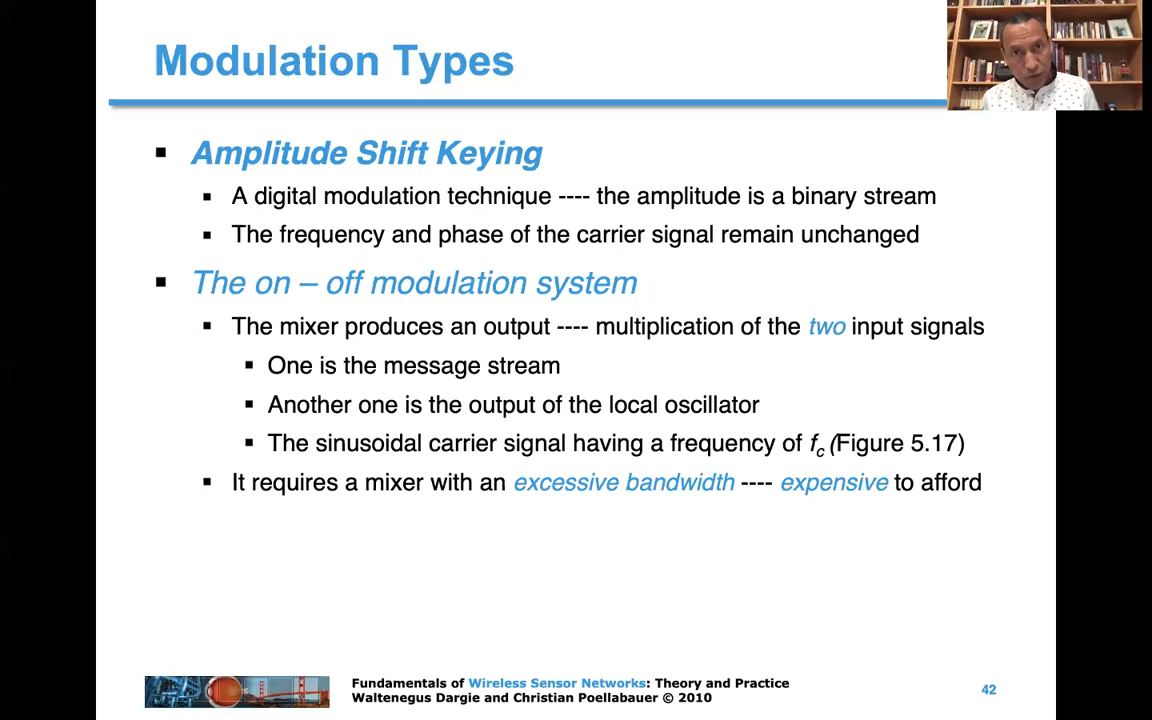 Modulation Types
▪ Amplitude Shift Keying
▪ A digital modulation technique ---- the amplitude is a binary stream
▪ The frequency and phase of the carrier signal remain unchanged
▪ The on – off modulation system
▪ The mixer produces an output ---- multiplication of the two input signals
▪ One is the message stream
▪ Another one is the output of the local oscillator
▪ The sinusoidal carrier signal having a frequency of fc (Figure 5.17)
▪ It requires a mixer with an excessive bandwidth ---- expensive to afford
Fundamentals of Wireless Sensor Networks: Theory and Practice
Waltenegus Dargie and Christian Poellabauer © 2010
42